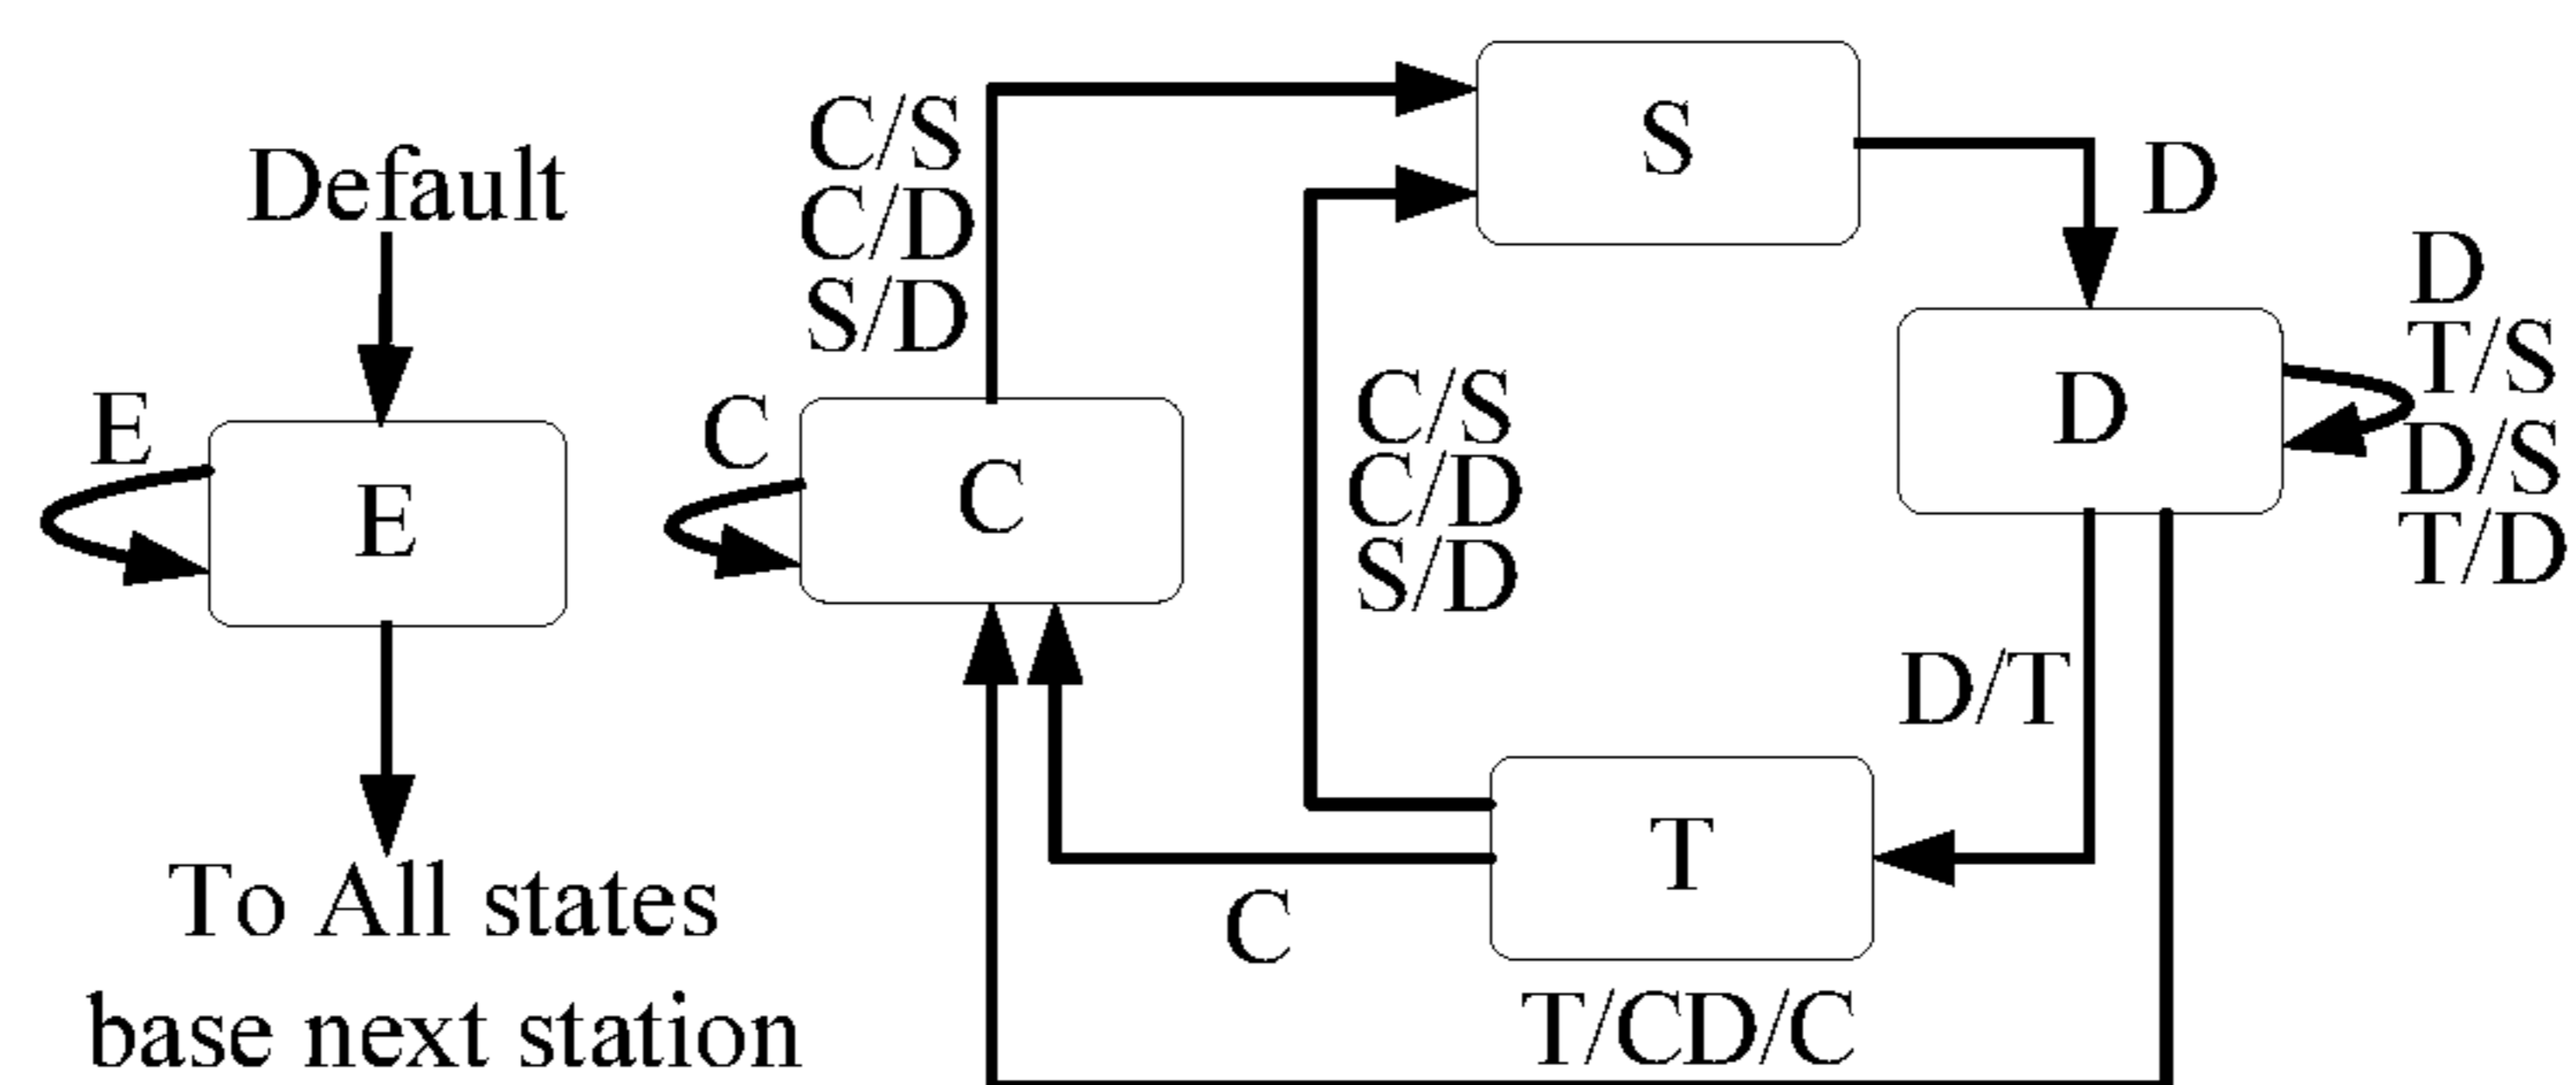 Default
E
E
To All states
base next station
C/S
C/D
S/D
C
C
S
D
D
D
T/S
D/S
T/D
C/S
C/D
S/D
D/T
T
C
T/CD/C